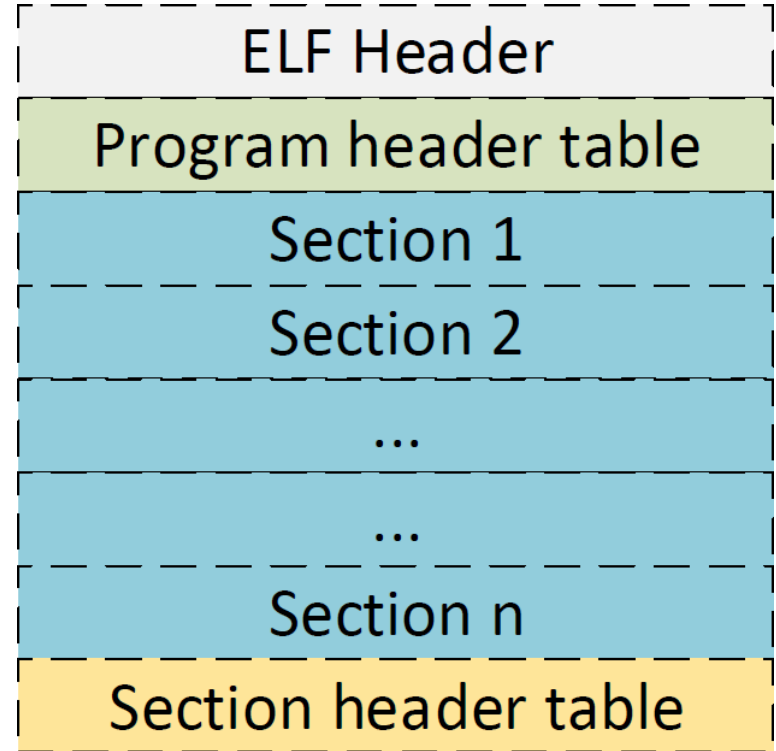 ELF Header
Program header table
Section 1
Section 2
...
...
Section n
Section header table